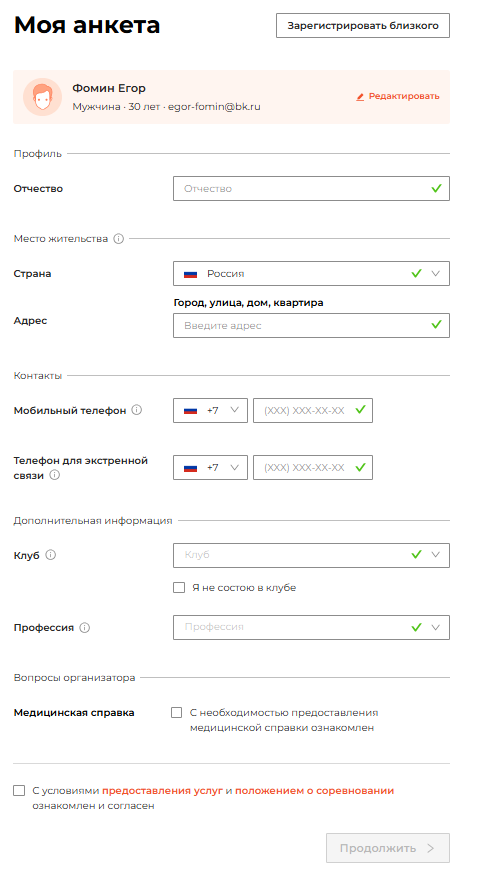 Моя анкета
Зарегистрировать близкого
Фомин Егор
Мужчина · 30 лет · egor-fomin@bk.ru
Редактировать
Профиль
Отчество
Отчество
Место жительства
Страна
Россия
Город, улица, дом, квартира
Адрес
Введите адрес
Контакты
Мобильный телефон
+7
(XXX) XXX-XX-XX
Телефон для экстренной
связи
+7
(XXX) XXX-XX-XX
Дополнительная информация
Клуб
Клуб
Я не состою в клубе
Профессия
Профессия
Вопросы организатора
Медицинская справка
С необходимостью предоставления
медицинской справки ознакомлен
С условиями предоставления услуг и положением о соревновании
ознакомлен и согласен
Продолжить